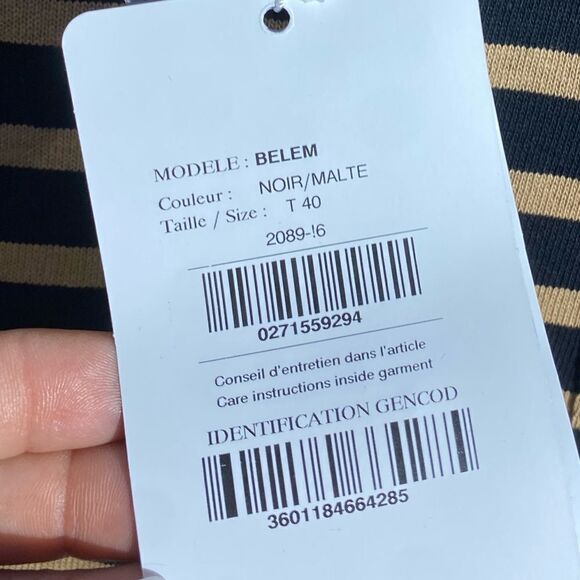 MODELE : BELEM
Couleur : NOIR/MALTE
Taille / Size : T 40
2089-!6
0271559294
Conseil d'entretien dans l'article
Care instructions inside garment
IDENTIFICATION GENCOD
3601184664285